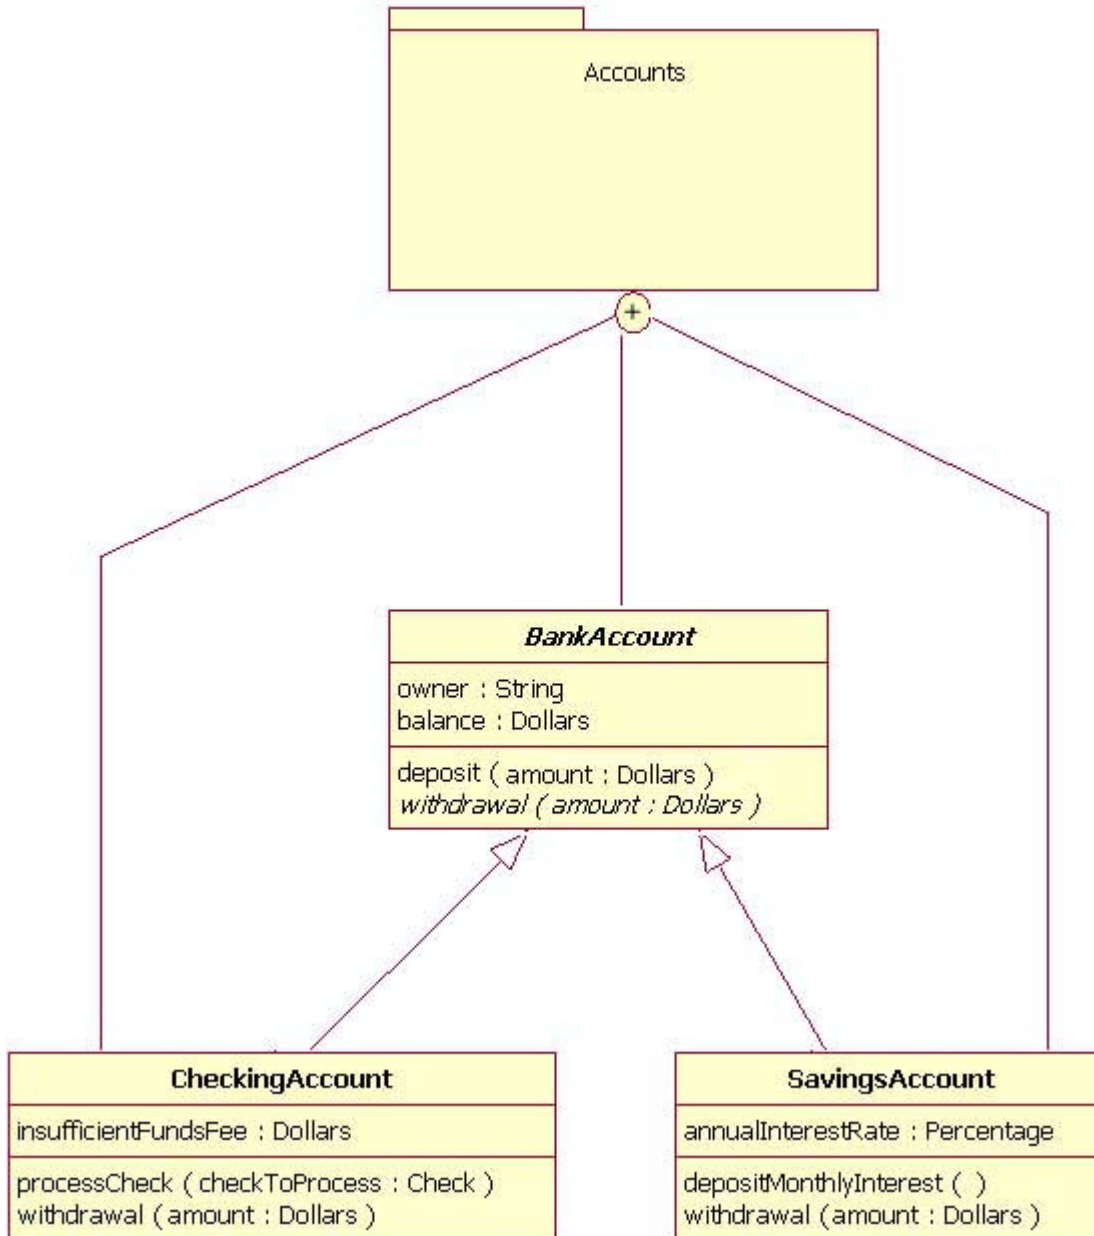 Accounts
+
BankAccount
owner : String
balance : Dollars
deposit ( amount : Dollars )
withdrawal ( amount : Dollars )
CheckingAccount
insufficientFundsFee : Dollars
processCheck ( checkToProcess : Check )
withdrawal ( amount : Dollars )
SavingsAccount
annualInterestRate : Percentage
depositMonthlyInterest ( )
withdrawal ( amount : Dollars )